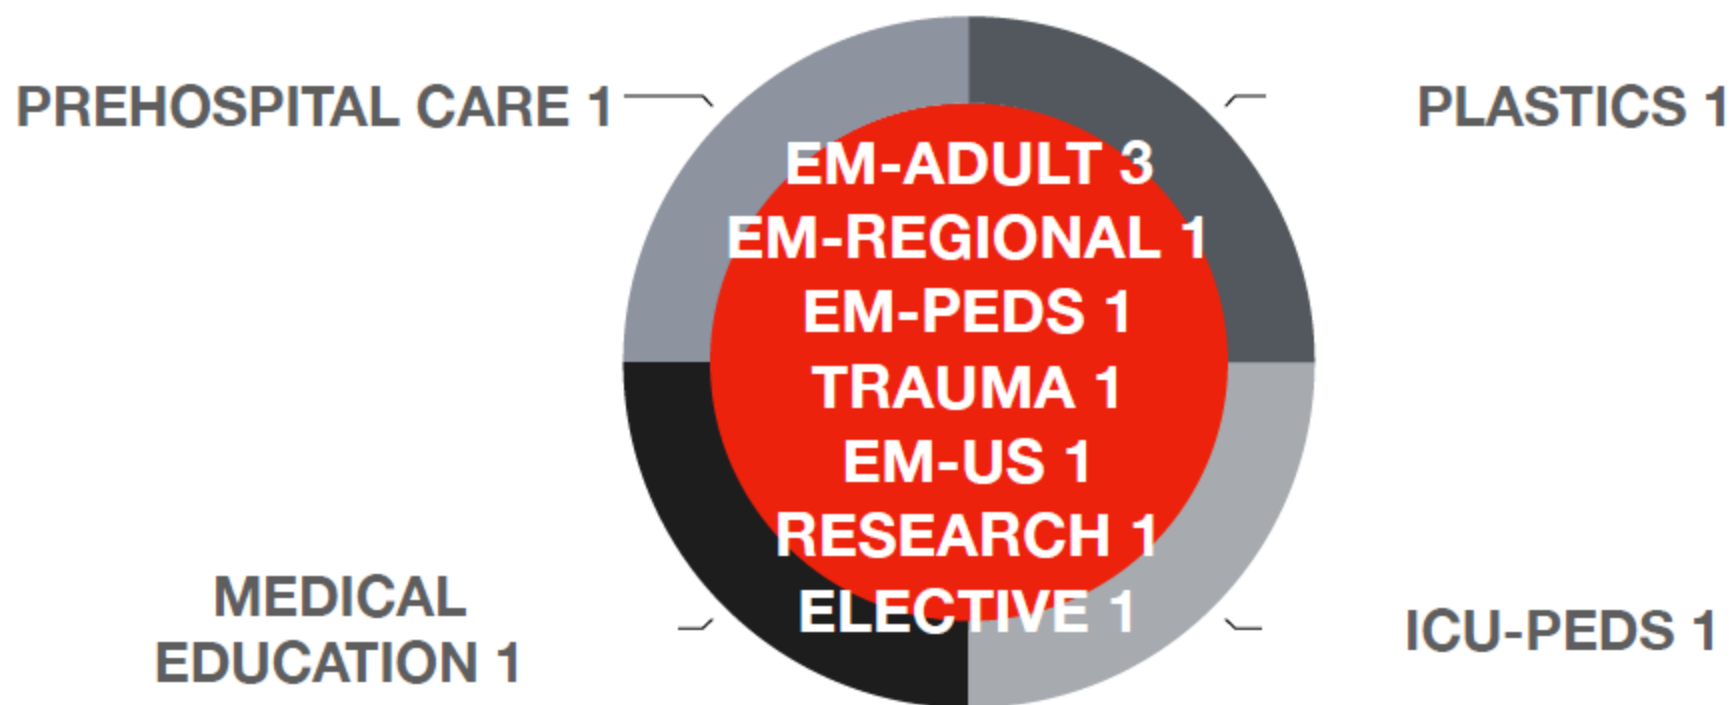 PREHOSPITAL CARE 1
PLASTICS 1
EM-ADULT 3
EM-REGIONAL 1
EM-PEDS 1
TRAUMA 1
EM-US 1
RESEARCH 1
ELECTIVE 1
MEDICAL
EDUCATION 1
ICU-PEDS 1